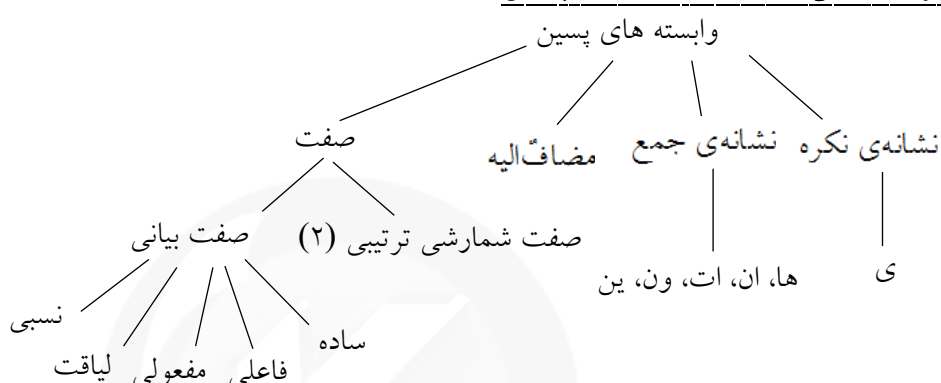 وابسته های پسین
نشانه‌ی نکره
نشانه‌ی جمع
مضافٌ‌الیه
صفت
ی
ها، ان، ات، ون، ین
صفت شمارشی ترتیبی (۲)
صفت بیانی
ساده
فاعلی
مفعولی
لیاقت
نسبی